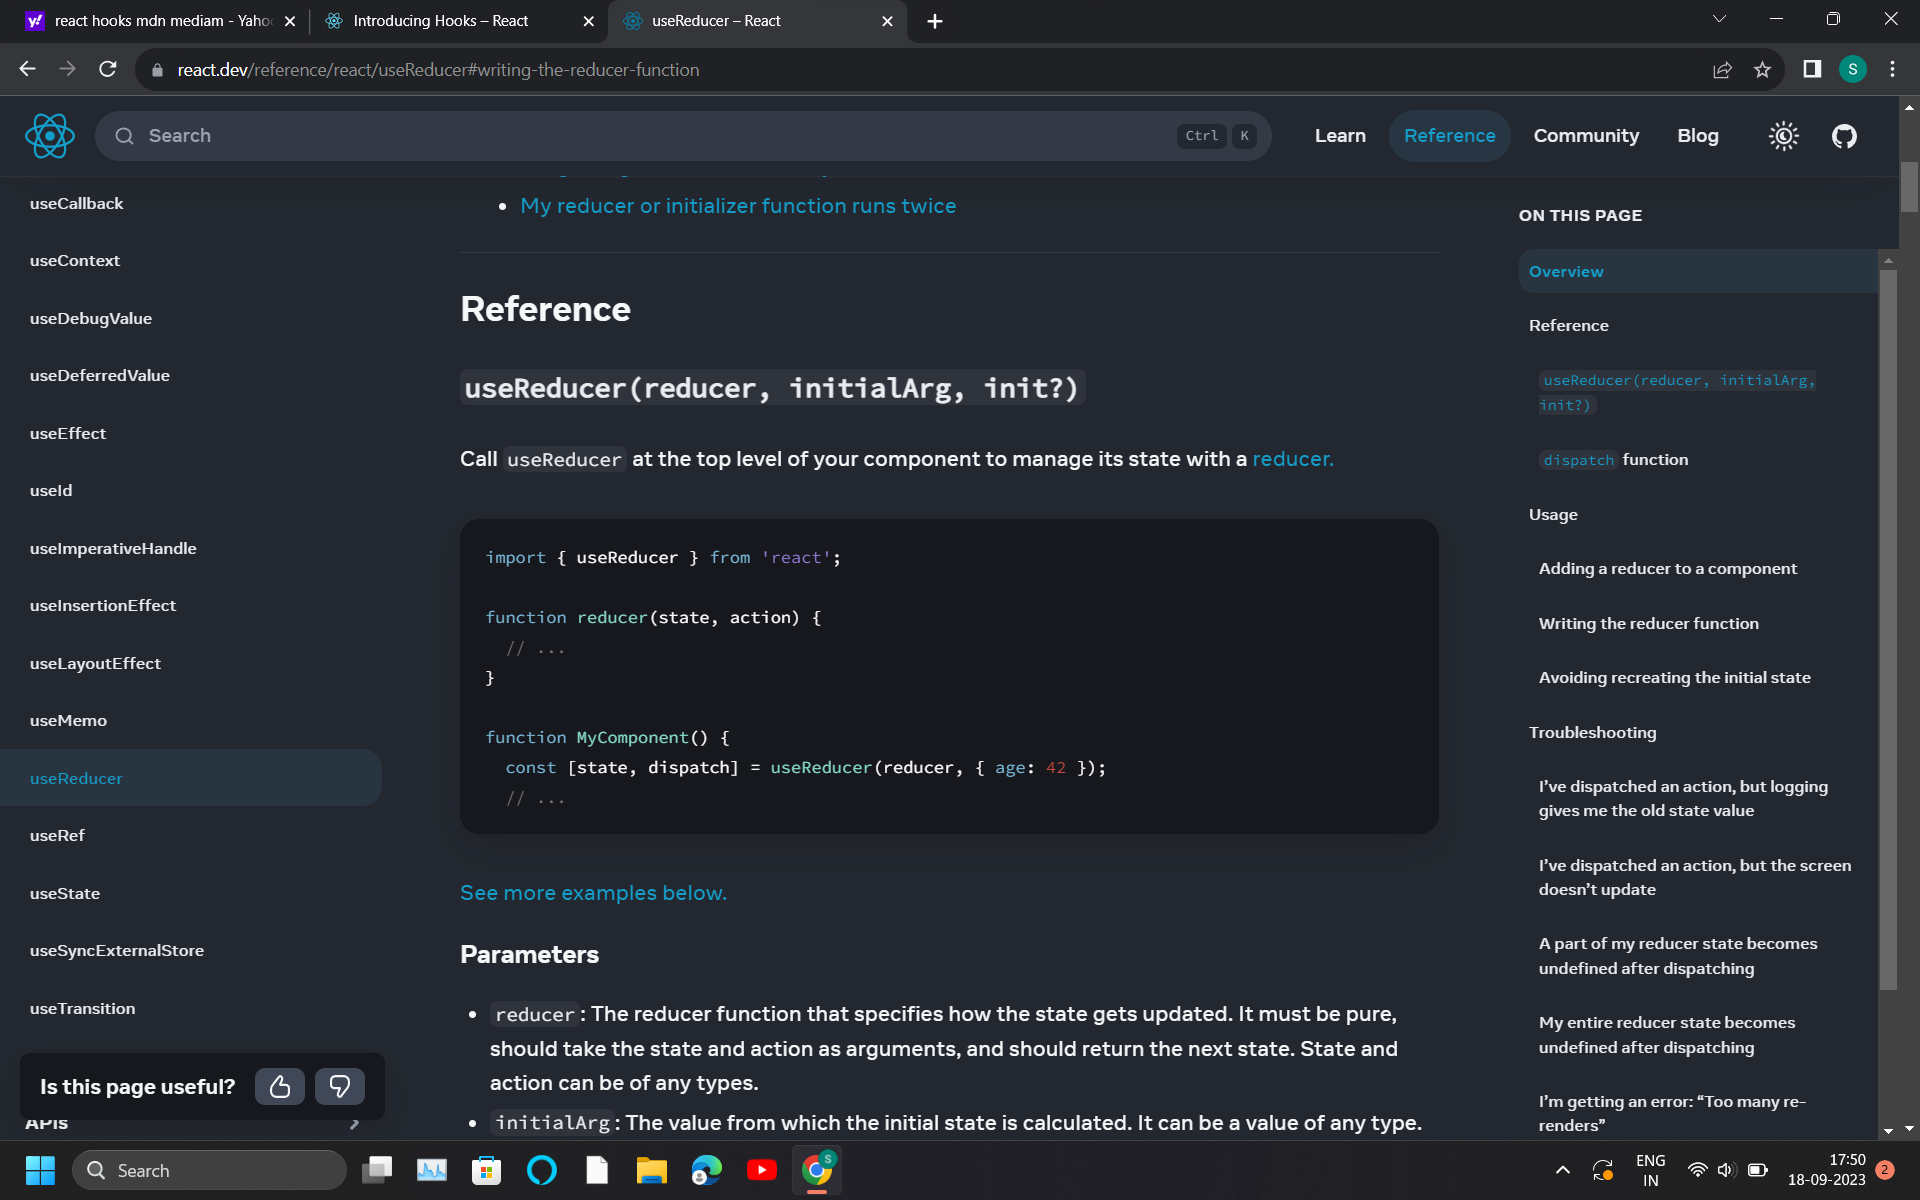 react hooks mdn mediam - Yaho
Introducing Hooks – React
useReducer – React
react.dev/reference/react/useReducer#writing-the-reducer-function
S
Search
Ctrl K
Learn
Reference
Community
Blog
useCallback
useContext
useDebugValue
useDeferredValue
useEffect
useId
useImperativeHandle
useInsertionEffect
useLayoutEffect
useMemo
useReducer
useRef
useState
useSyncExternalStore
useTransition
Is this page useful?
APIs
My reducer or initializer function runs twice
Reference
useReducer(reducer, initialArg, init?)
Call useReducer at the top level of your component to manage its state with a reducer.
import { useReducer } from 'react';
function reducer(state, action) {
// ...
}
function MyComponent() {
const [state, dispatch] = useReducer(reducer, { age: 42 });
// ...
See more examples below.
Parameters
• reducer: The reducer function that specifies how the state gets updated. It must be pure,
should take the state and action as arguments, and should return the next state. State and
action can be of any types.
• initialArg: The value from which the initial state is calculated. It can be a value of any type.
ON THIS PAGE
Overview
Reference
useReducer(reducer, initialArg,
init?)
dispatch function
Usage
Adding a reducer to a component
Writing the reducer function
Avoiding recreating the initial state
Troubleshooting
I’ve dispatched an action, but logging
gives me the old state value
I’ve dispatched an action, but the screen
doesn’t update
A part of my reducer state becomes
undefined after dispatching
My entire reducer state becomes
undefined after dispatching
I’m getting an error: “Too many re-
renders”
Search
S
ENG
IN
17:50
18-09-2023
2